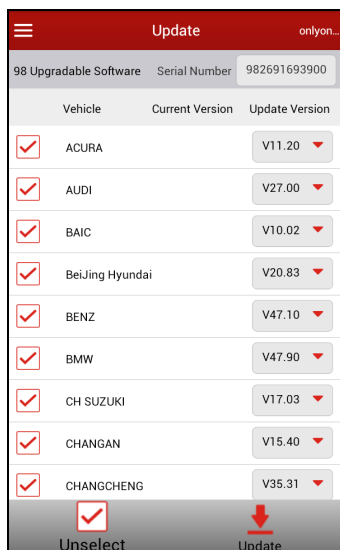 Update onlyon...
98 Upgradable Software Serial Number 982691693900
Vehicle Current Version Update Version
ACURA V11.20
AUDI V27.00
BAIC V10.02
BeiJing Hyundai V20.83
BENZ V47.10
BMW V47.90
CH SUZUKI V17.03
CHANGAN V15.40
CHANGCHENG V35.31
Unselect Update